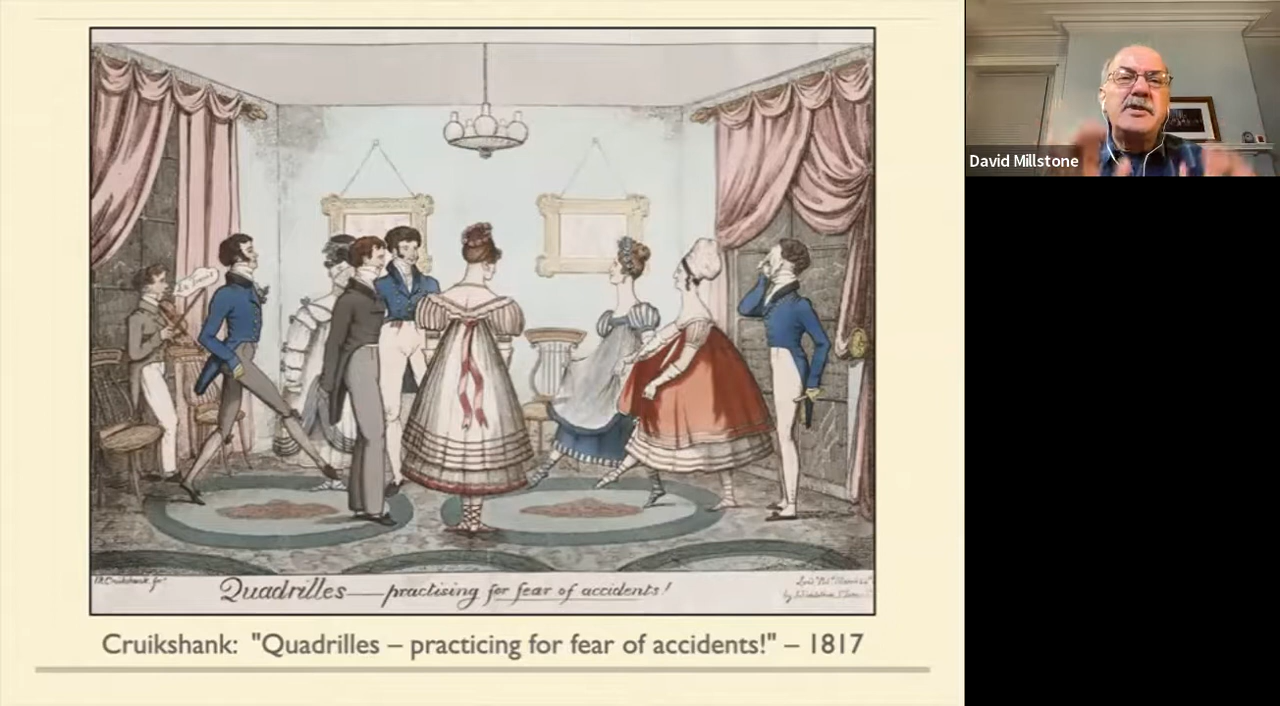 David Millstone
Quadrilles — practising for fear of accidents!
Cruikshank: "Quadrilles – practicing for fear of accidents!" – 1817